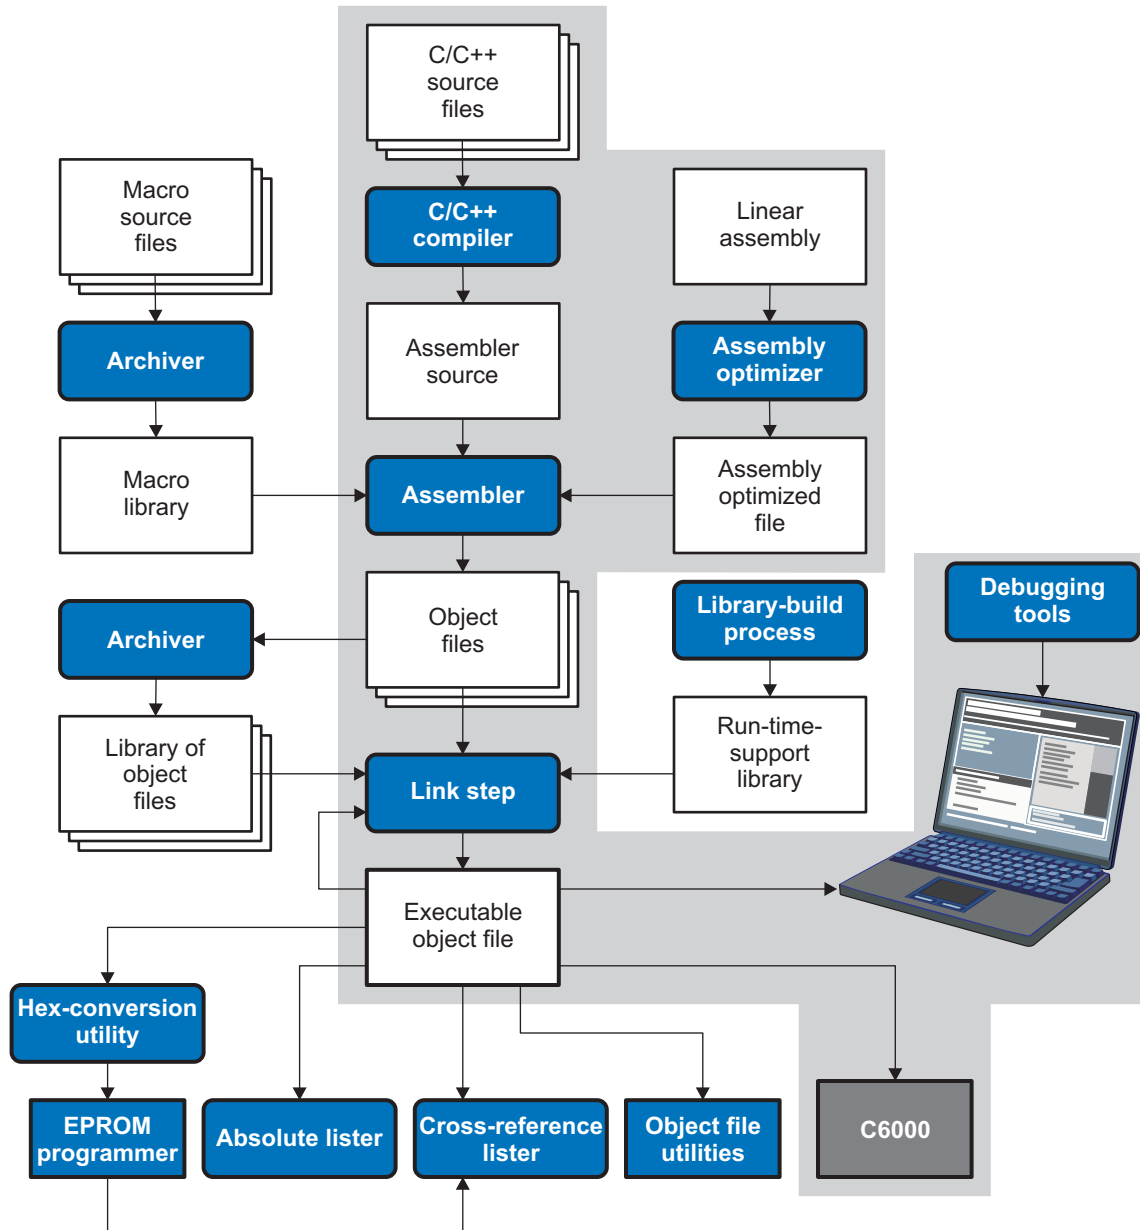 C/C++
source
files
Macro
source
files
C/C++
compiler
Linear
assembly
Archiver
Assembler
source
Assembly
optimizer
Macro
library
Assembler
Assembly
optimized
file
Archiver
Object
files
Library-build
process
Debugging
tools
Library of
object
files
Link step
Run-time-
support
library
Executable
object file
Hex-conversion
utility
EPROM
programmer
Absolute lister
Cross-reference
lister
Object file
utilities
C6000